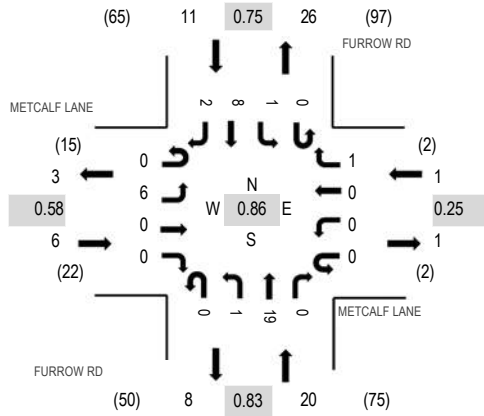 (65) 11 0.75 26 (97)
FURROW RD
METCALF LANE
2 8 1 0
(15) 0 1 (2)
3 6 N 0 1
0.58 W 0.86 E 0.25
6 0 S 0 1
(22) 0 0 (2)
0 1 19 0
METCALF LANE
FURROW RD
(50) 8 0.83 20 (75)